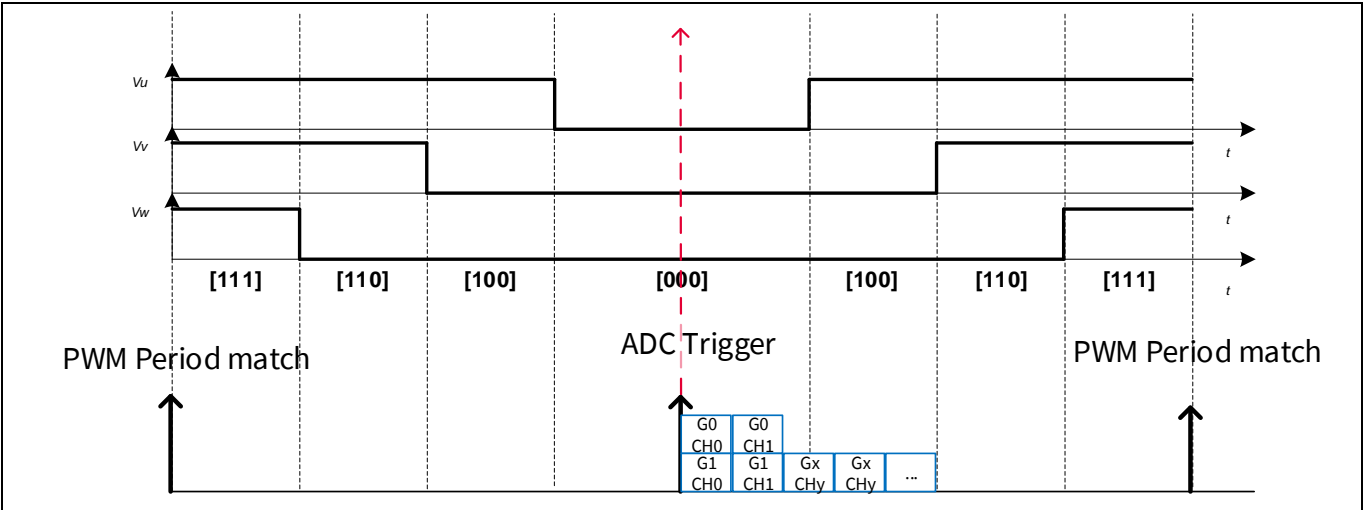 Vu
t
Vv
t
Vw
[111] [110] [100] [000] [100] [110] [111]
t
PWM Period match ADC Trigger PWM Period match
G0 G0
CH0 CH1
G1 G1 Gx Gx
CH0 CH1 CHy CHy ...